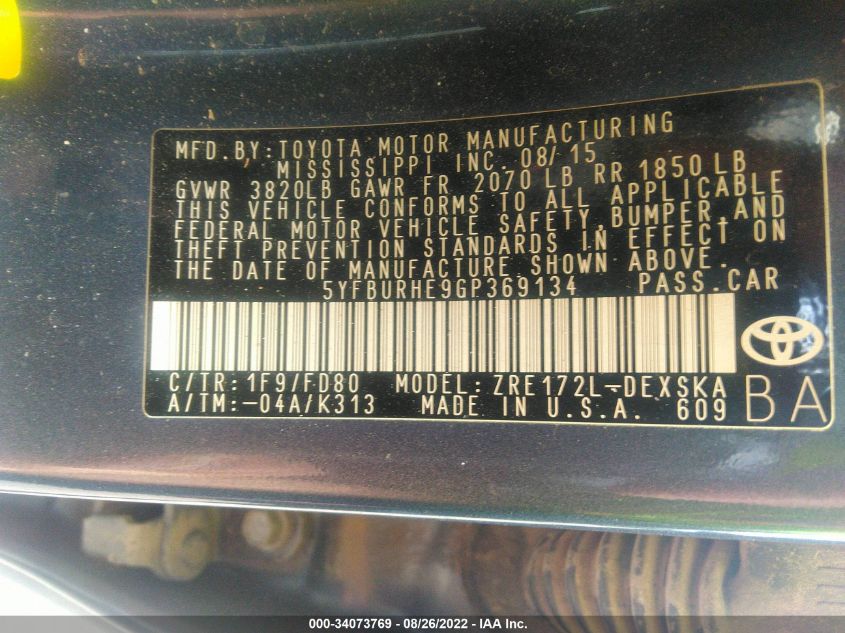 MFD.BY:TOYOTA MOTOR MANUFACTURING
MISSISSIPPI INC. 08/15
GVWR 3820LB GAWR FR 2070 LB RR 1850 LB
THIS VEHICLE CONFORMS TO ALL APPLICABLE
FEDERAL MOTOR VEHICLE SAFETY,BUMPER,AND
THEFT PREVENTION STANDARDS IN EFFECT ON
THE DATE OF MANUFACTURE SHOWN ABOVE.
5YFBURHE9GP369134 PASS.CAR
C/TR:1F9/FD80 MODEL:ZRE172L-DEXSKA
A/TM:-04A/K313 MADE IN U.S.A. 609
BA
000-34073769 - 08/26/2022 - IAA Inc.